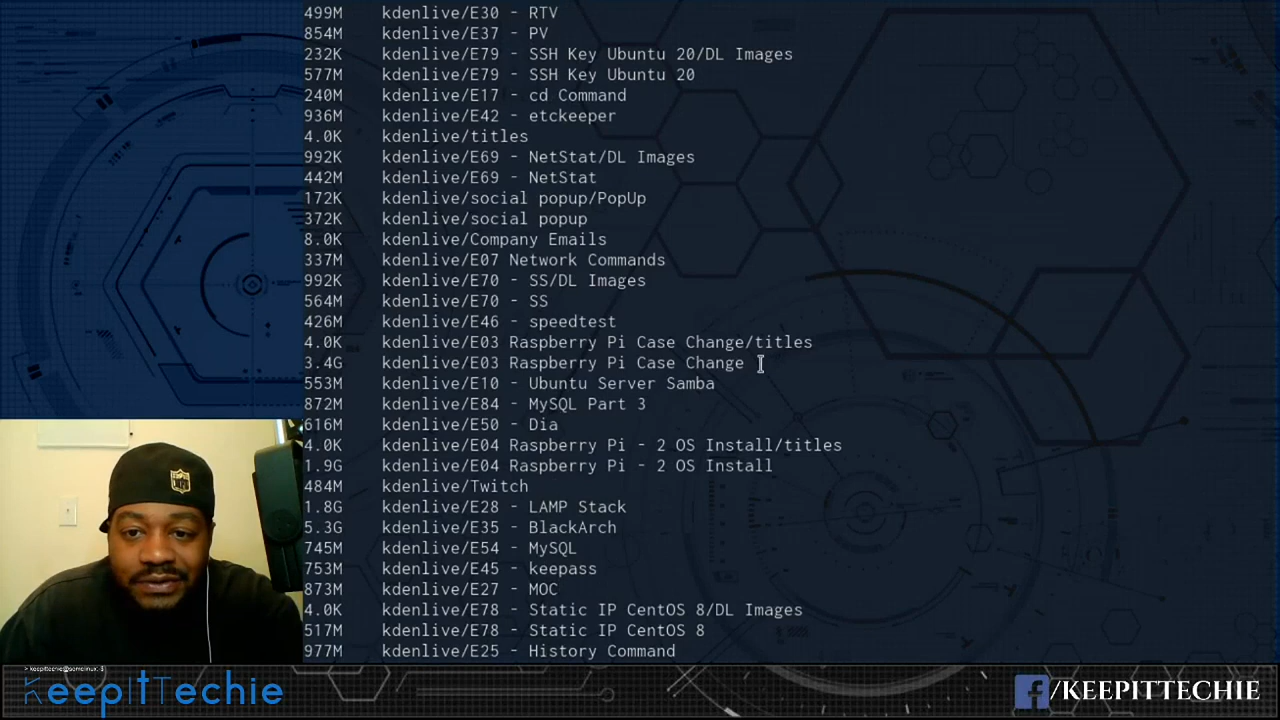 499M kdenlive/E30 - RTV
854M kdenlive/E37 - PV
232K kdenlive/E79 - SSH Key Ubuntu 20/DL Images
577M kdenlive/E79 - SSH Key Ubuntu 20
240M kdenlive/E17 - cd Command
936M kdenlive/E42 - etckeeper
4.0K kdenlive/titles
992K kdenlive/E69 - NetStat/DL Images
442M kdenlive/E69 - NetStat
172K kdenlive/social popup/PopUp
372K kdenlive/social popup
8.0K kdenlive/Company Emails
337M kdenlive/E07 Network Commands
992K kdenlive/E70 - SS/DL Images
564M kdenlive/E70 - SS
426M kdenlive/E46 - speedtest
4.0K kdenlive/E03 Raspberry Pi Case Change/titles
3.4G kdenlive/E03 Raspberry Pi Case Change
553M kdenlive/E10 - Ubuntu Server Samba
872M kdenlive/E84 - MySQL Part 3
616M kdenlive/E50 - Dia
4.0K kdenlive/E04 Raspberry Pi - 2 OS Install/titles
1.9G kdenlive/E04 Raspberry Pi - 2 OS Install
484M kdenlive/Twitch
1.8G kdenlive/E28 - LAMP Stack
5.3G kdenlive/E35 - BlackArch
745M kdenlive/E54 - MySQL
753M kdenlive/E45 - keepass
873M kdenlive/E27 - MOC
4.0K kdenlive/E78 - Static IP CentOS 8/DL Images
517M kdenlive/E78 - Static IP CentOS 8
977M kdenlive/E25 - History Command
KeepItTechie
/KEEPITTECHIE